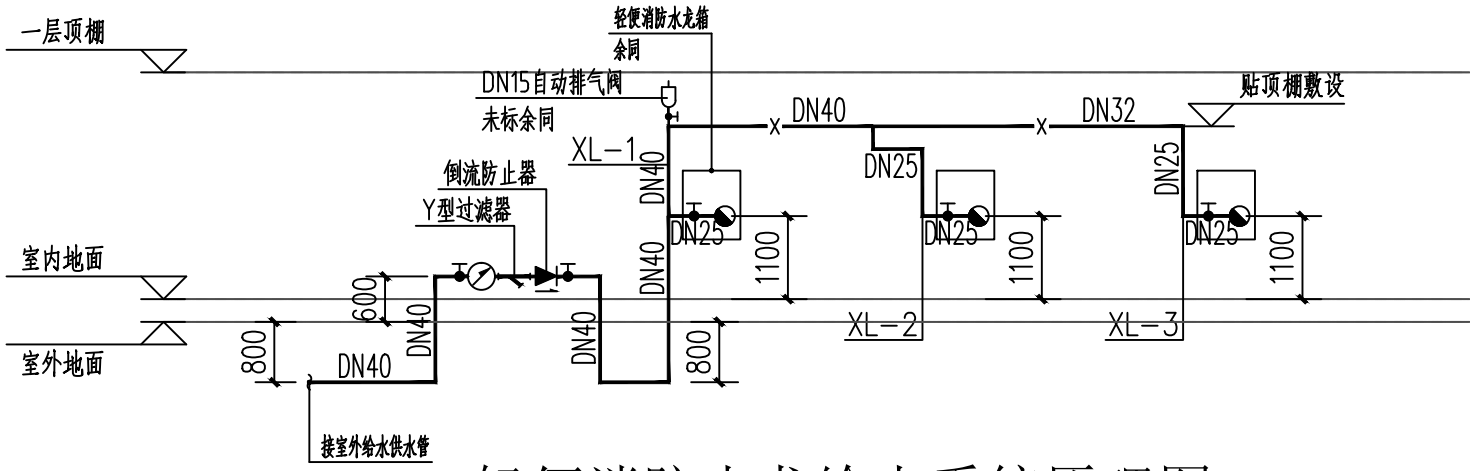 一层顶棚
轻便消防水龙箱
余同
DN15自动排气阀
未标余同
贴顶棚敷设
DN40
DN32
XL-1
DN40
DN25
DN25
倒流防止器
Y型过滤器
DN25
DN25
DN25
室内地面
600
DN40
DN40
DN40
1100
1100
1100
XL-2
XL-3
室外地面
800
DN40
800
接室外给水供水管